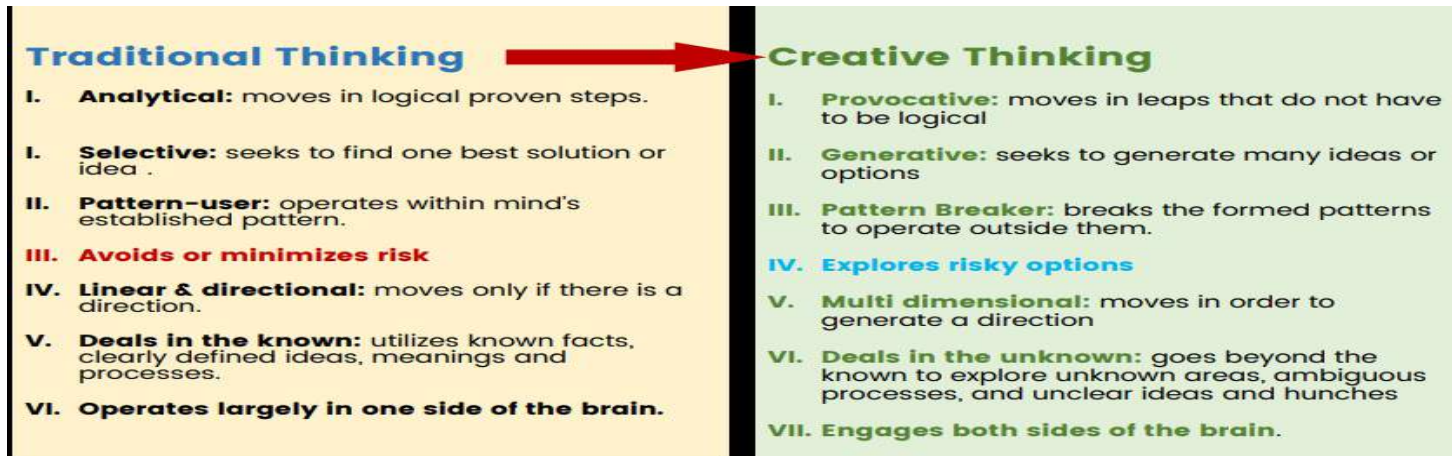 Traditional Thinking
I. Analytical: moves in logical proven steps.
I. Selective: seeks to find one best solution or
idea .
II. Pattern-user: operates within mind's
established pattern.
III. Avoids or minimizes risk
IV. Linear & directional: moves only if there is a
direction.
V. Deals in the known: utilizes known facts,
clearly defined ideas, meanings and
processes.
VI. Operates largely in one side of the brain.
Creative Thinking
I. Provocative: moves in leaps that do not have
to be logical
II. Generative: seeks to generate many ideas or
options
III. Pattern Breaker: breaks the formed patterns
to operate outside them.
IV. Explores risky options
V. Multi dimensional: moves in order to
generate a direction
VI. Deals in the unknown: goes beyond the
known to explore unknown areas, ambiguous
processes, and unclear ideas and hunches
VII. Engages both sides of the brain.